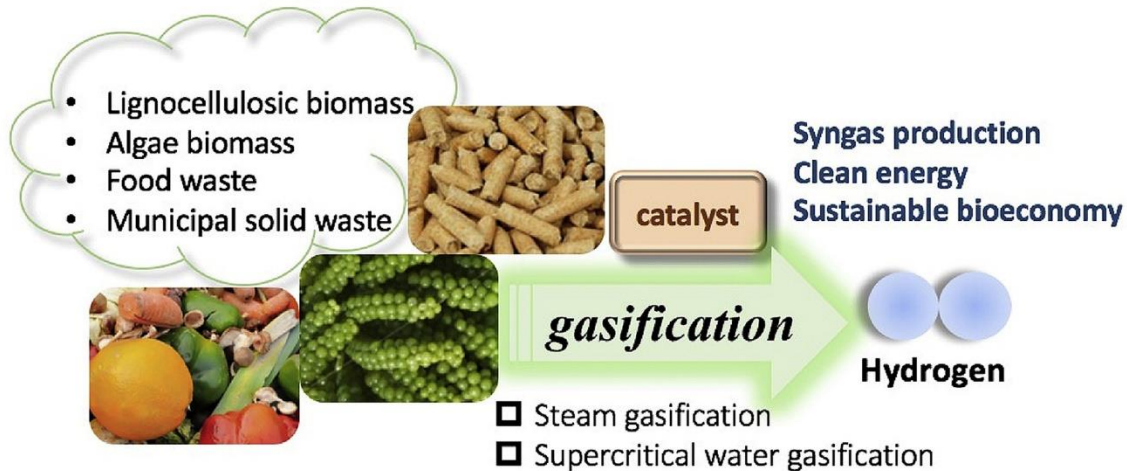 • Lignocellulosic biomass
• Algae biomass
• Food waste
• Municipal solid waste
catalyst
Syngas production
Clean energy
Sustainable bioeconomy
gasification
Hydrogen
❑ Steam gasification
❑ Supercritical water gasification